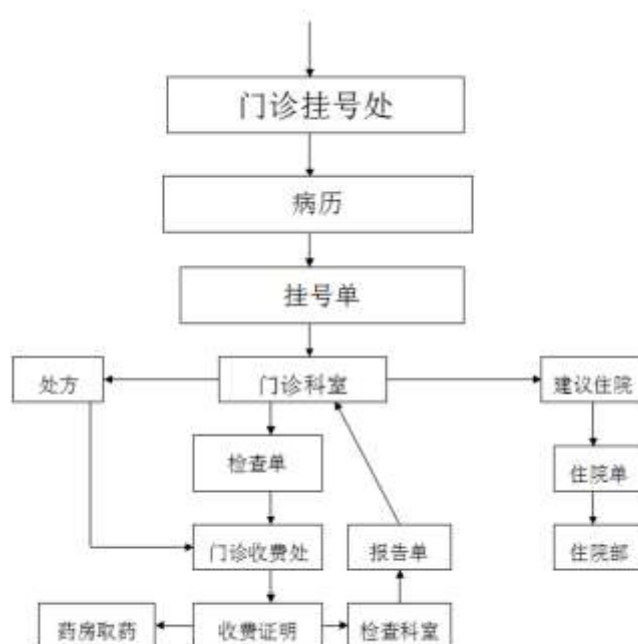 门诊挂号处
病历
挂号单
处方
门诊科室
建议住院
检查单
住院单
门诊收费处
报告单
住院部
药房取药
收费证明
检查科室